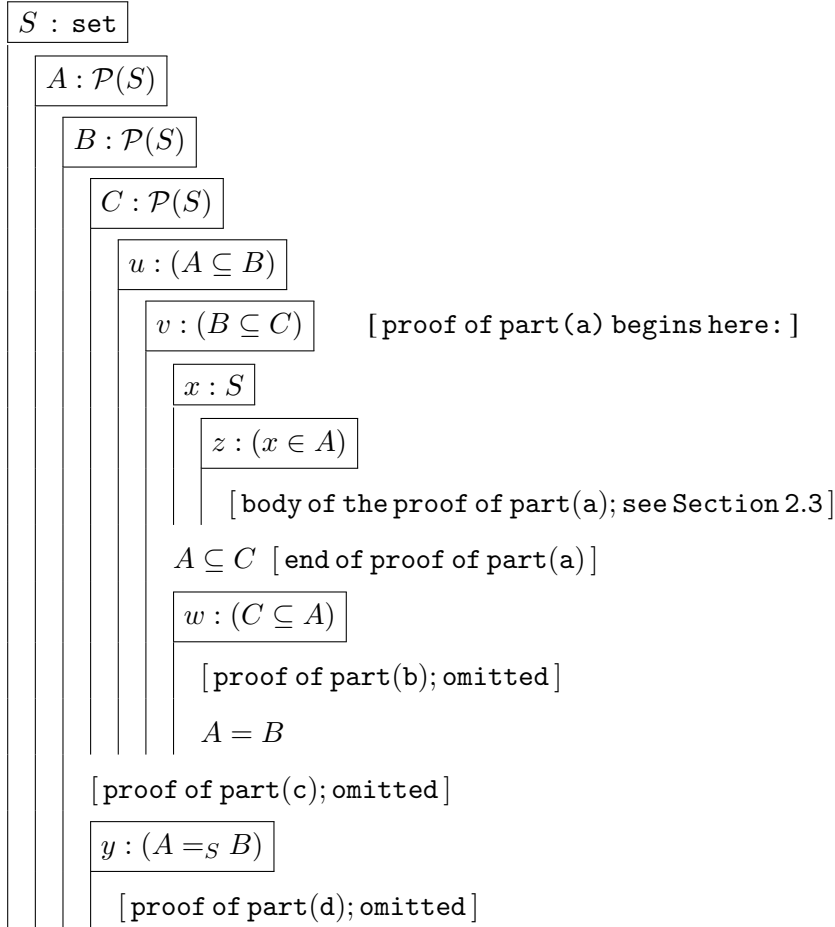 S : set
A : 𝒫(S)
B : 𝒫(S)
C : 𝒫(S)
u : (A ⊆ B)
v : (B ⊆ C) [proof of part(a) begins here:]
x : S
z : (x ∈ A)
[body of the proof of part(a); see Section 2.3]
A ⊆ C [end of proof of part(a)]
w : (C ⊆ A)
[proof of part(b); omitted]
A = B
[proof of part(c); omitted]
y : (A =_S B)
[proof of part(d); omitted]